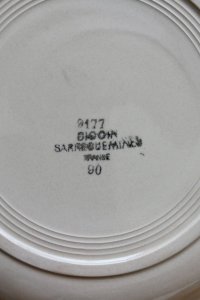 9177
DIGOIN
SARREGUEMINES
FRANCE
90